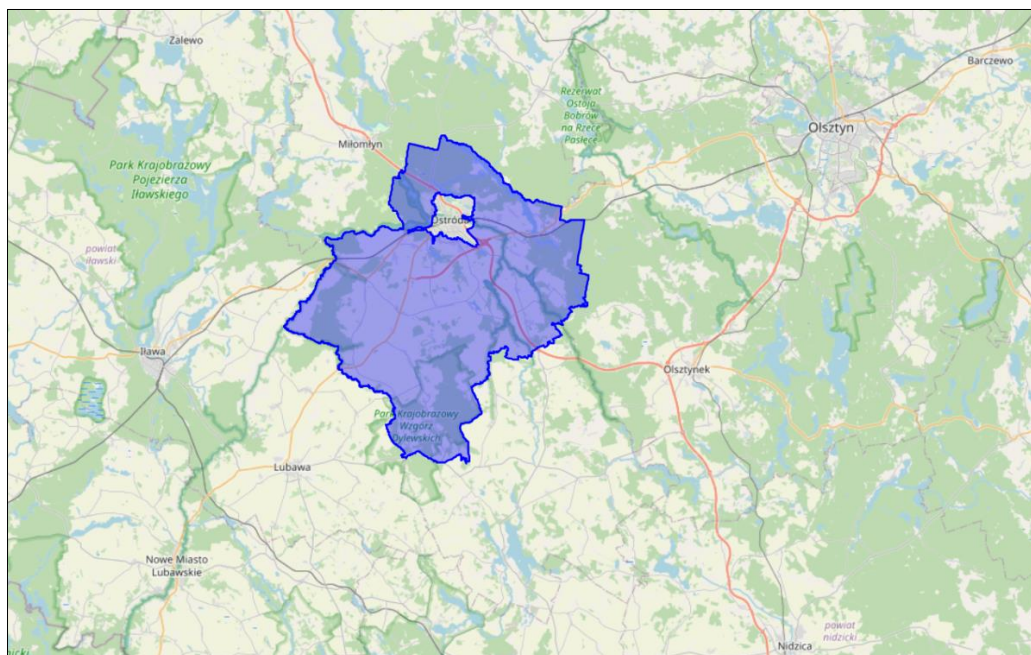 Zalewo
Barczewo
Rezerwat
Ostoja
Bobrów
na Rzece
Pasłęce
Olsztyn
Miłomłyn
Park Krajobrazowy
Pojezierza
Iławskiego
Ostróda
powiat
iławski
Iława
Olsztynek
Park Krajobrazowy
Wzgórz
Dylewskich
Lubawa
Nowe Miasto
Lubawskie
powiat
nidzicki
Nidzica